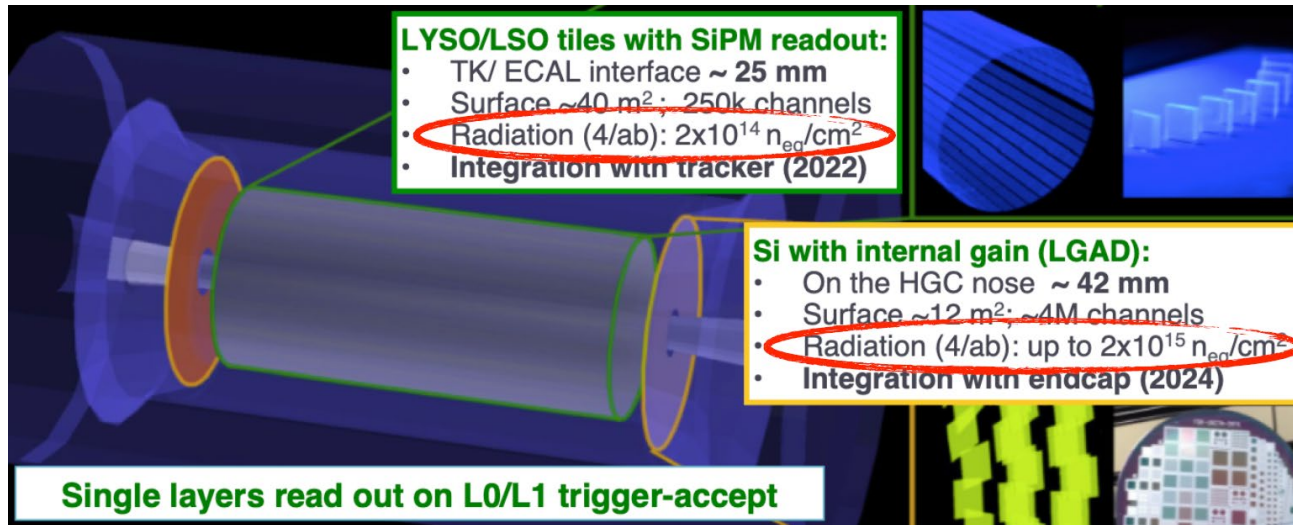 LYSO/LSO tiles with SiPM readout:
• TK/ ECAL interface ~ 25 mm
• Surface ~40 m²; 250k channels
• Radiation (4/ab): 2x10¹⁴ nₑq/cm²
• Integration with tracker (2022)
Si with internal gain (LGAD):
• On the HGC nose ~ 42 mm
• Surface ~12 m²; ~4M channels
• Radiation (4/ab): up to 2x10¹⁵ nₑq/cm²
• Integration with endcap (2024)
Single layers read out on L0/L1 trigger-accept